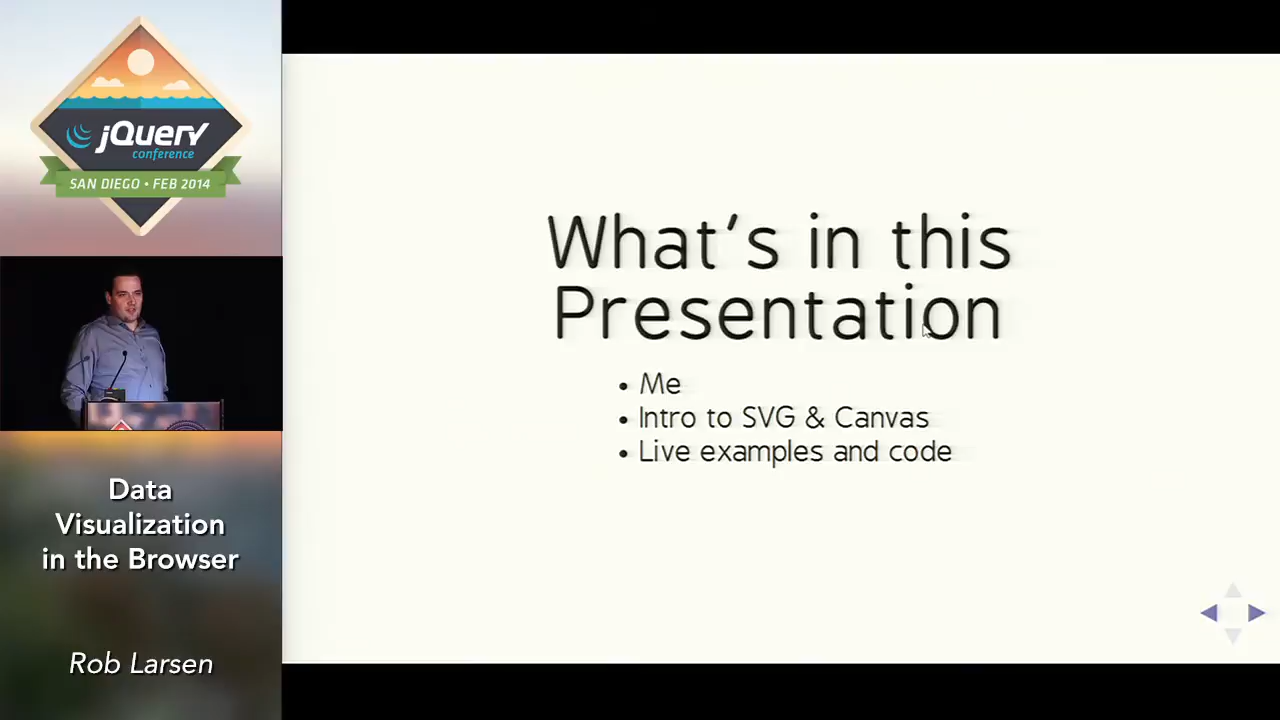 jQuery
conference
SAN DIEGO • FEB 2014
Data
Visualization
in the Browser
Rob Larsen
What's in this
Presentation
• Me
• Intro to SVG & Canvas
• Live examples and code